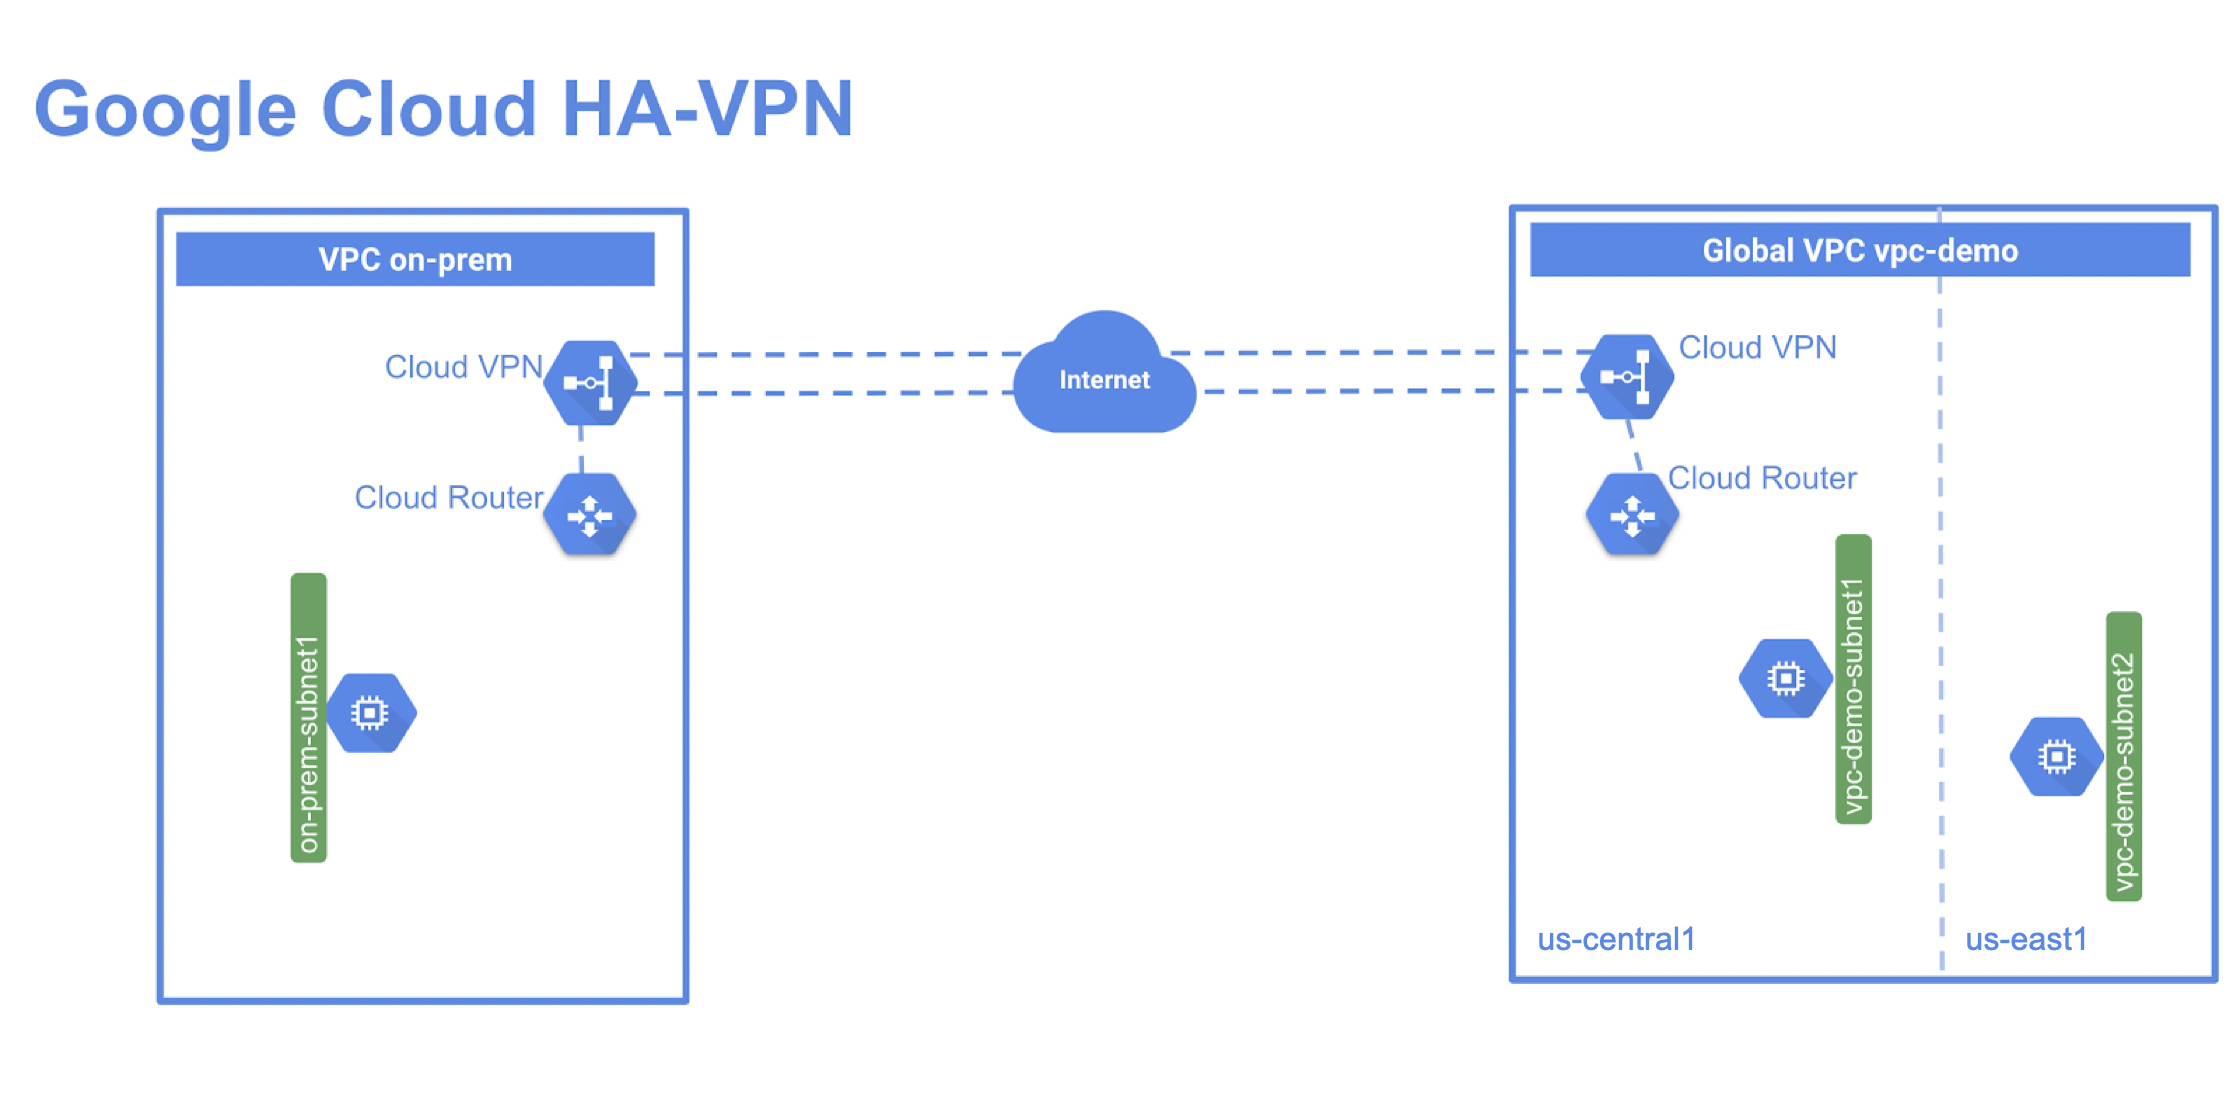 Google Cloud HA-VPN
VPC on-prem
Cloud VPN
Cloud Router
on-prem-subnet1
Internet
Global VPC vpc-demo
Cloud VPN
Cloud Router
vpc-demo-subnet1
vpc-demo-subnet2
us-central1
us-east1